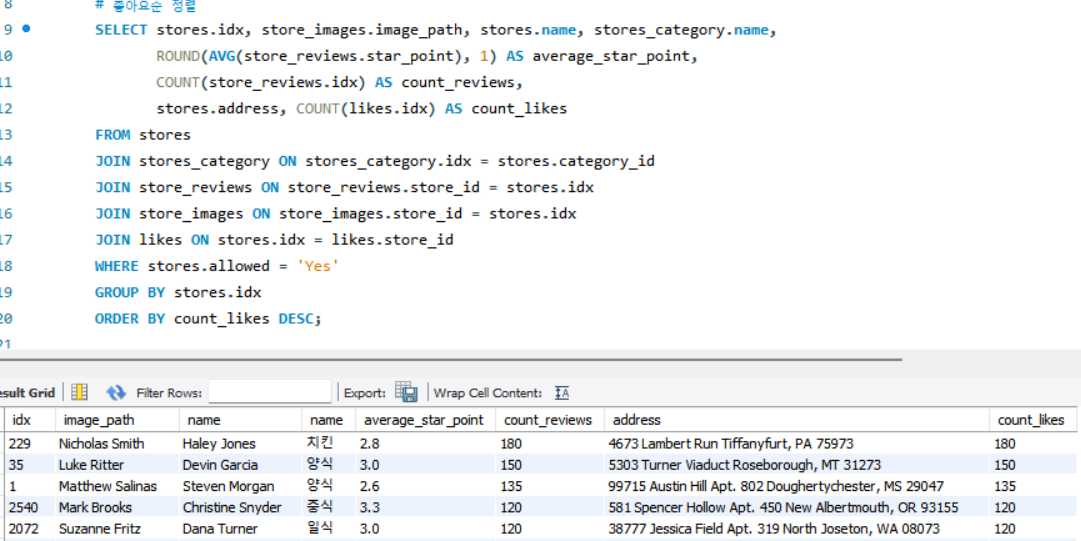 8 # 좋아요순 정렬
9 SELECT stores.idx, store_images.image_path, stores.name, stores_category.name,
10 ROUND(AVG(store_reviews.star_point), 1) AS average_star_point,
11 COUNT(store_reviews.idx) AS count_reviews,
12 stores.address, COUNT(likes.idx) AS count_likes
13 FROM stores
14 JOIN stores_category ON stores_category.idx = stores.category_id
15 JOIN store_reviews ON store_reviews.store_id = stores.idx
16 JOIN store_images ON store_images.store_id = stores.idx
17 JOIN likes ON stores.idx = likes.store_id
18 WHERE stores.allowed = 'Yes'
19 GROUP BY stores.idx
20 ORDER BY count_likes DESC;
21
esult Grid Filter Rows: Export: Wrap Cell Content: IA
idx image_path name name average_star_point count_reviews address count_likes
229 Nicholas Smith Haley Jones 치킨 2.8 180 4673 Lambert Run Tiffanyfurt, PA 75973 180
35 Luke Ritter Devin Garcia 양식 3.0 150 5303 Turner Viaduct Roseborough, MT 31273 150
1 Matthew Salinas Steven Morgan 양식 2.6 135 99715 Austin Hill Apt. 802 Doughertychester, MS 29047 135
2540 Mark Brooks Christine Snyder 중식 3.3 120 581 Spencer Hollow Apt. 450 New Albertmouth, OR 93155 120
2072 Suzanne Fritz Dana Turner 일식 3.0 120 38777 Jessica Field Apt. 319 North Joseton, WA 08073 120